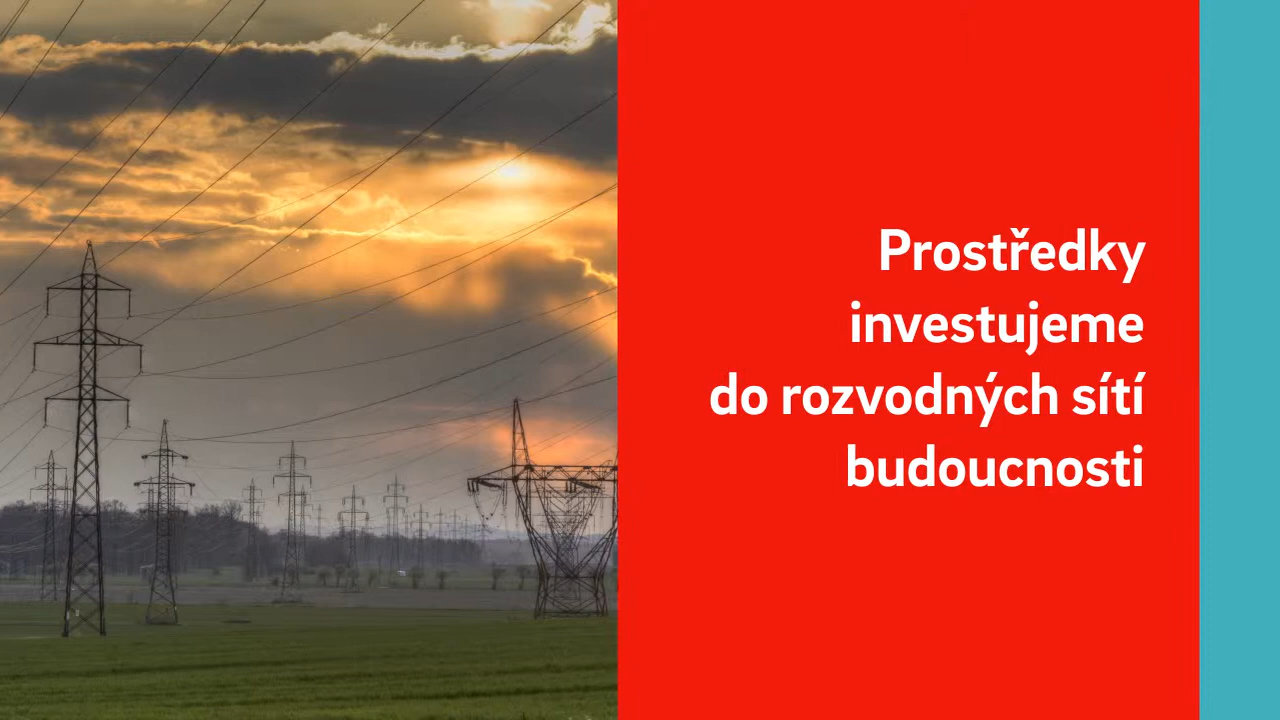 Prostředky
investujeme
do rozvodných sítí
budoucnosti